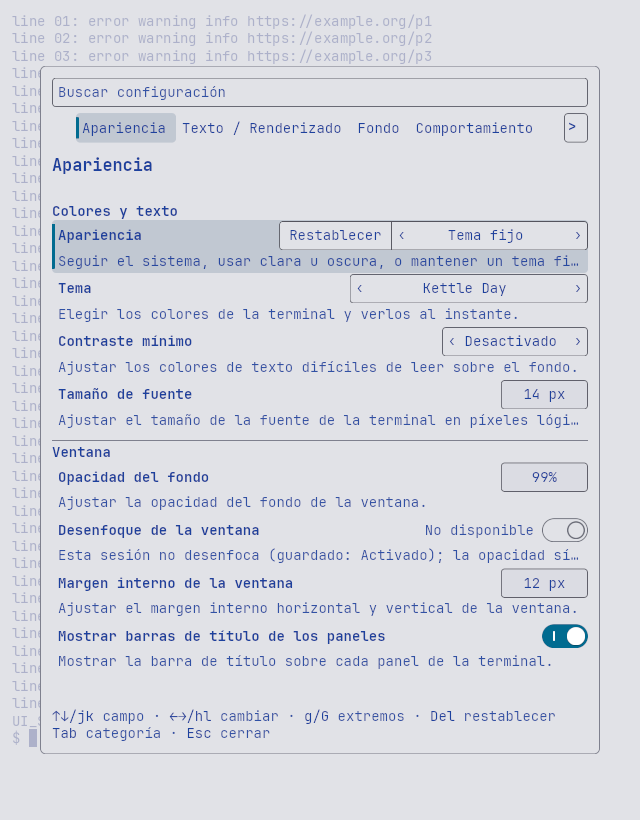 line 01: error warning info https://example.org/p1
line 02: error warning info https://example.org/p2
line 03: error warning info https://example.org/p3
Buscar configuración
Apariencia Texto / Renderizado Fondo Comportamiento >
Apariencia
Colores y texto
Apariencia Restablecer ‹ Tema fijo ›
Seguir el sistema, usar clara u oscura, o mantener un tema fi…
Tema ‹ Kettle Day ›
Elegir los colores de la terminal y verlos al instante.
Contraste mínimo ‹ Desactivado ›
Ajustar los colores de texto difíciles de leer sobre el fondo.
Tamaño de fuente 14 px
Ajustar el tamaño de la fuente de la terminal en píxeles lógi…
Ventana
Opacidad del fondo 99%
Ajustar la opacidad del fondo de la ventana.
Desenfoque de la ventana No disponible
Esta sesión no desenfoca (guardado: Activado); la opacidad sí…
Margen interno de la ventana 12 px
Ajustar el margen interno horizontal y vertical de la ventana.
Mostrar barras de título de los paneles
Mostrar la barra de título sobre cada panel de la terminal.
↑↓/jk campo · ↔/hl cambiar · g/G extremos · Del restablecer
Tab categoría · Esc cerrar
$